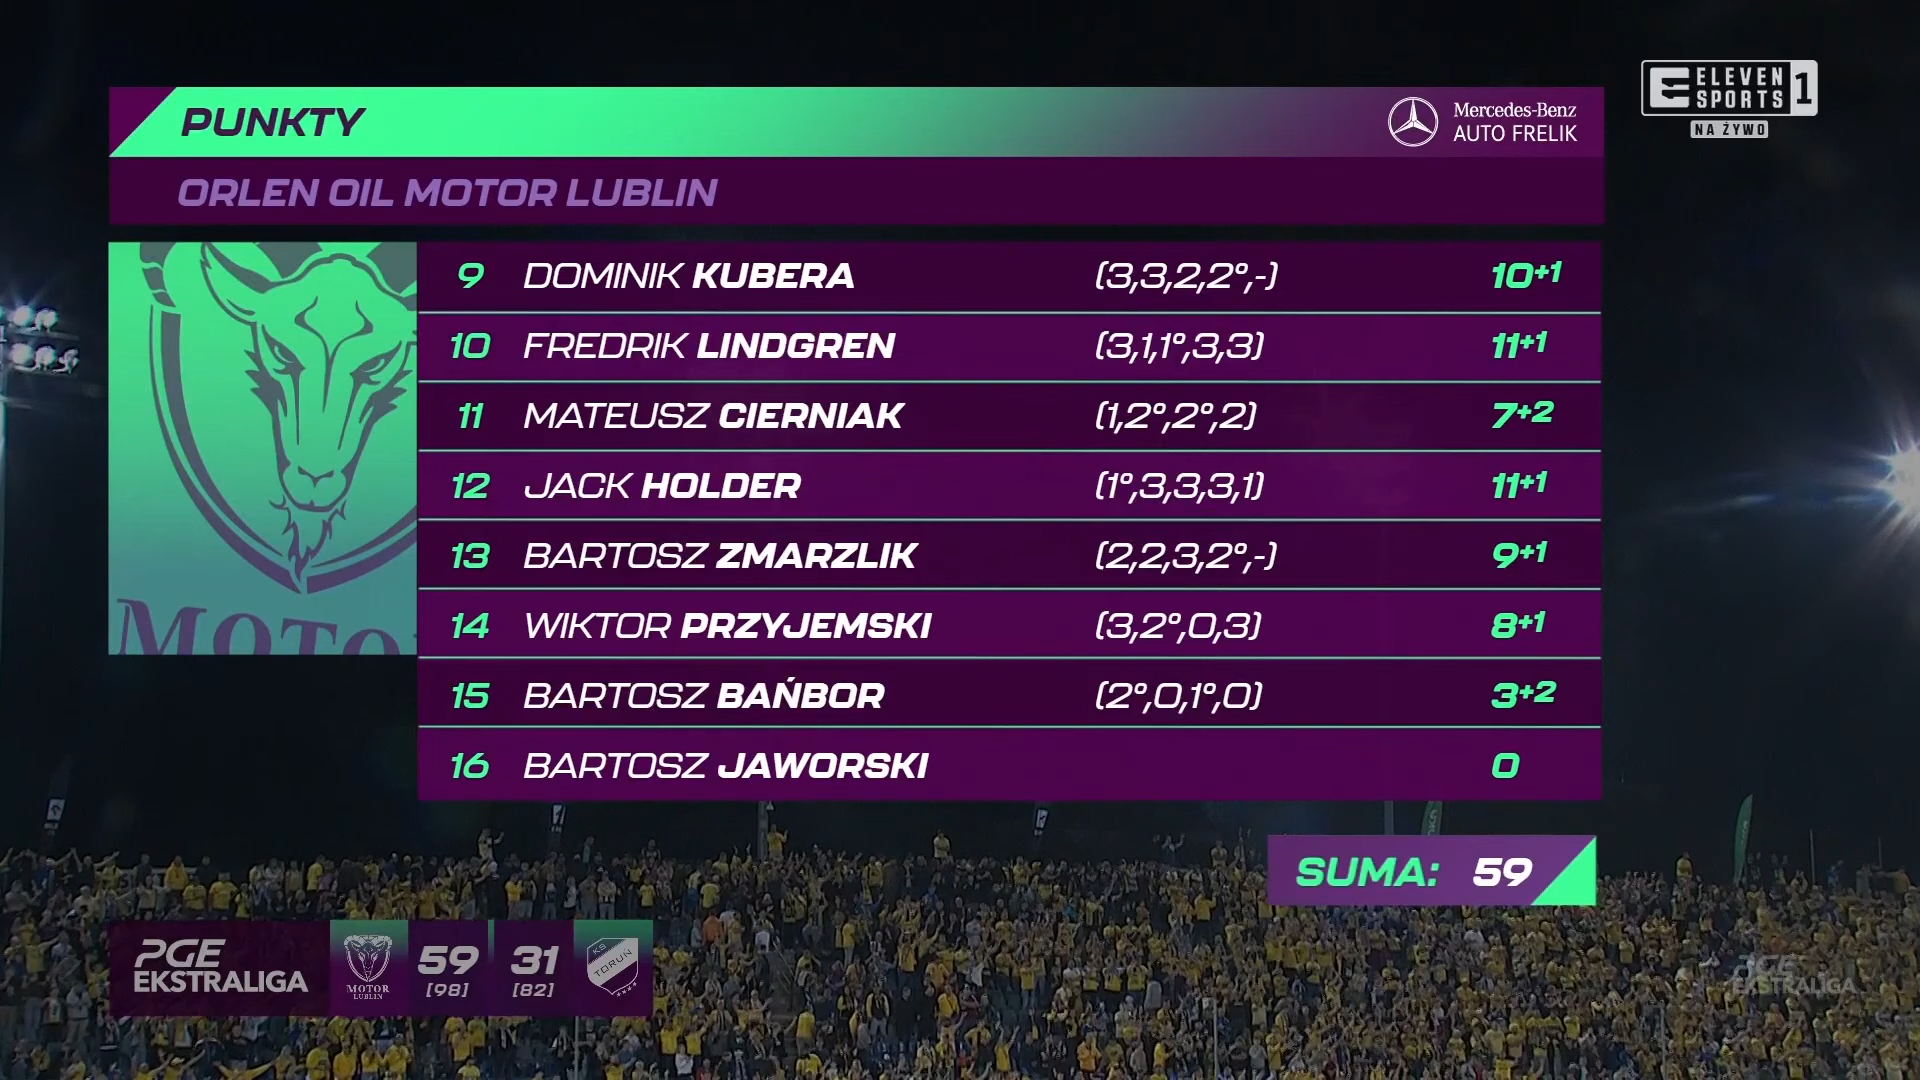 PUNKTY
Mercedes-Benz
AUTO FRELIK
ELEVEN
SPORTS 1
NA ŻYWO
ORLEN OIL MOTOR LUBLIN
9 DOMINIK KUBERA (3,3,2,2°,-) 10+1
10 FREDRIK LINDGREN (3,1,1°,3,3) 11+1
11 MATEUSZ CIERNIAK (1,2°,2°,2) 7+2
12 JACK HOLDER (1°,3,3,3,1) 11+1
13 BARTOSZ ZMARZLIK (2,2,3,2°,-) 9+1
14 WIKTOR PRZYJEMSKI (3,2°,0,3) 8+1
15 BARTOSZ BAŃBOR (2°,0,1°,0) 3+2
16 BARTOSZ JAWORSKI 0
MOTO
SUMA: 59
PGE
EKSTRALIGA
MOTOR
LUBLIN
59
[98]
31
[82]
KS
TORUŃ
PGE
EKSTRALIGA